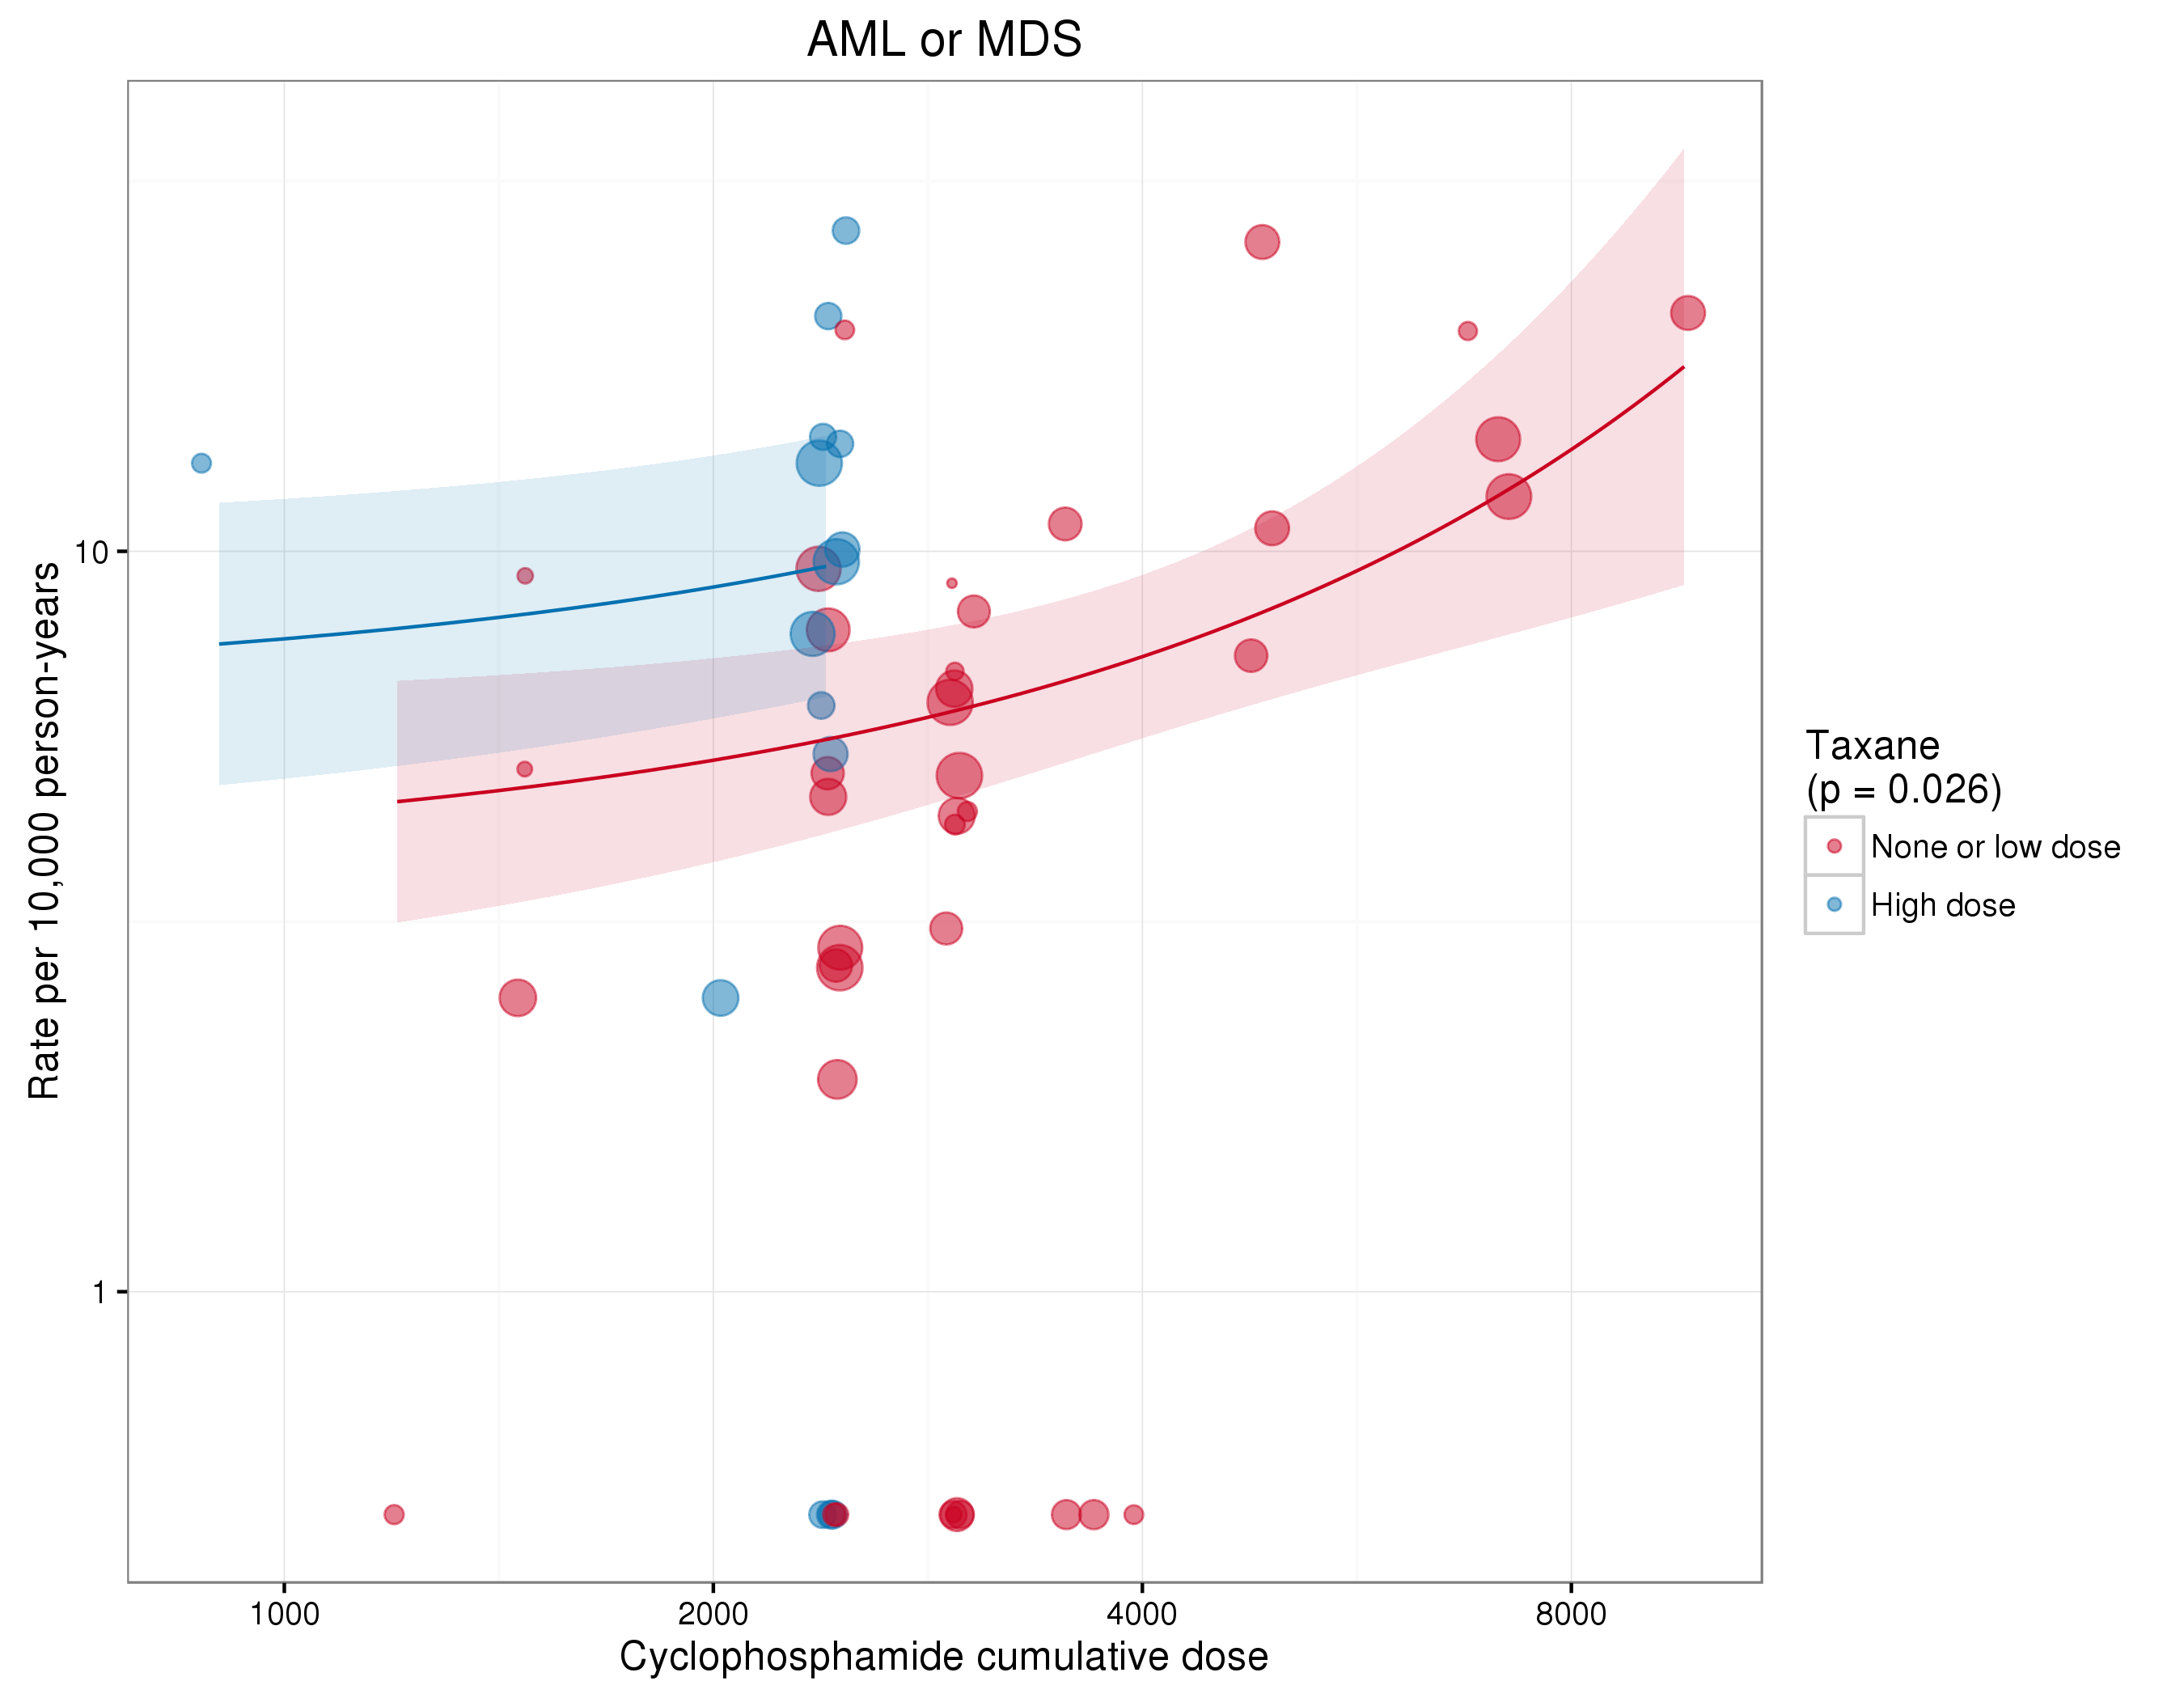 AML or MDS
Rate per 10,000 person-years
10
1
1000
2000
4000
8000
Cyclophosphamide cumulative dose
Taxane
(p = 0.026)
None or low dose
High dose